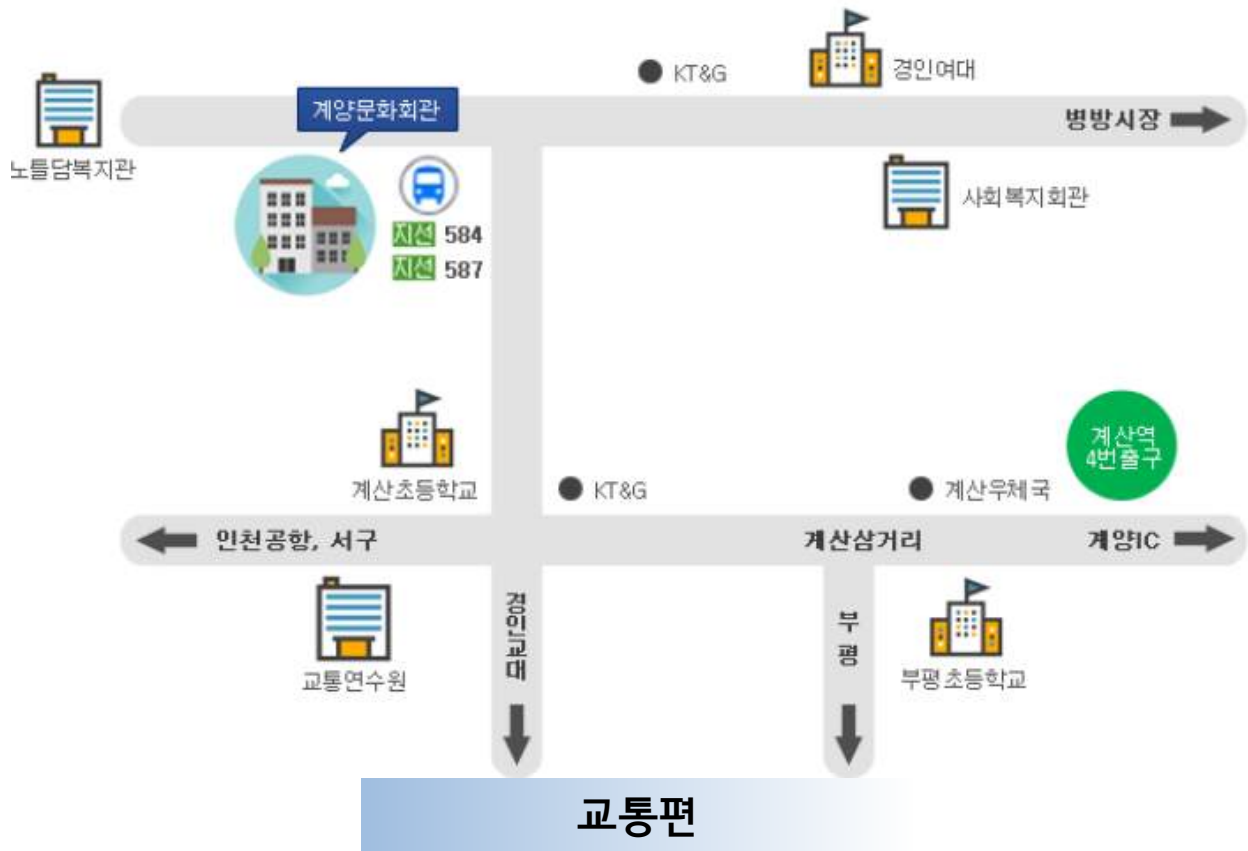 KT&G
경인여대
계양문화회관
병방시장
노틀담복지관
사회복지회관
지선 584
지선 587
계산역
4번출구
계산초등학교
KT&G
계산우체국
인천공항, 서구
계산삼거리
계양IC
경인교대
부평
교통연수원
부평초등학교
교통편